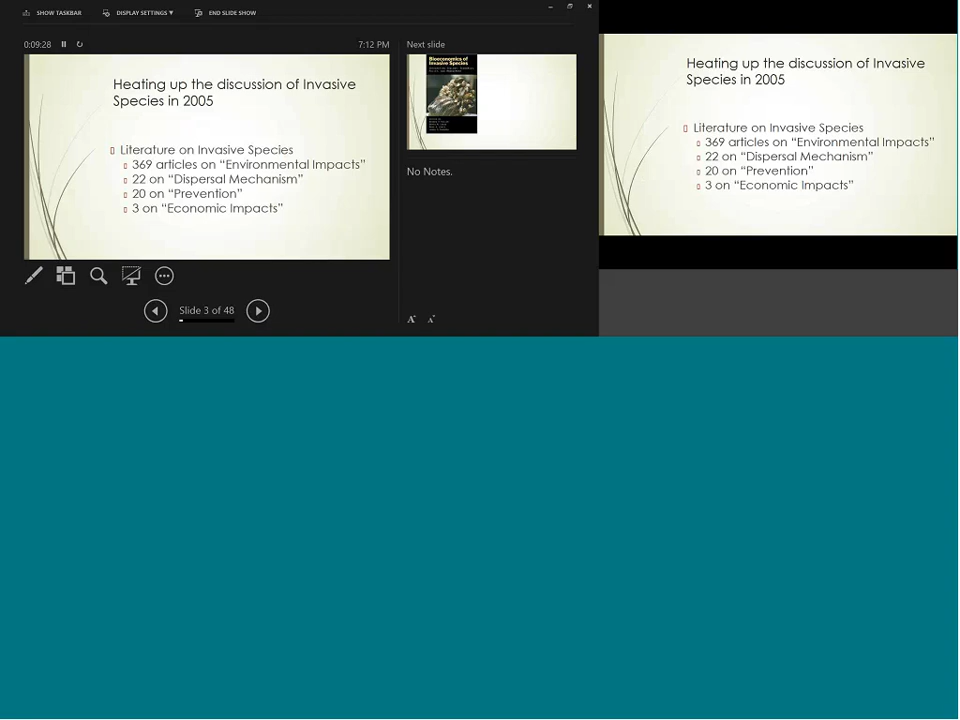 SHOW TASKBAR
DISPLAY SETTINGS
END SLIDE SHOW
0:09:28
7:12 PM
Heating up the discussion of Invasive
Species in 2005
Literature on Invasive Species
369 articles on “Environmental Impacts”
22 on “Dispersal Mechanism”
20 on “Prevention”
3 on “Economic Impacts”
Slide 3 of 48
Next slide
Bioeconomics of
Invasive Species
No Notes.
A
A
Heating up the discussion of Invasive
Species in 2005
Literature on Invasive Species
369 articles on “Environmental Impacts”
22 on “Dispersal Mechanism”
20 on “Prevention”
3 on “Economic Impacts”